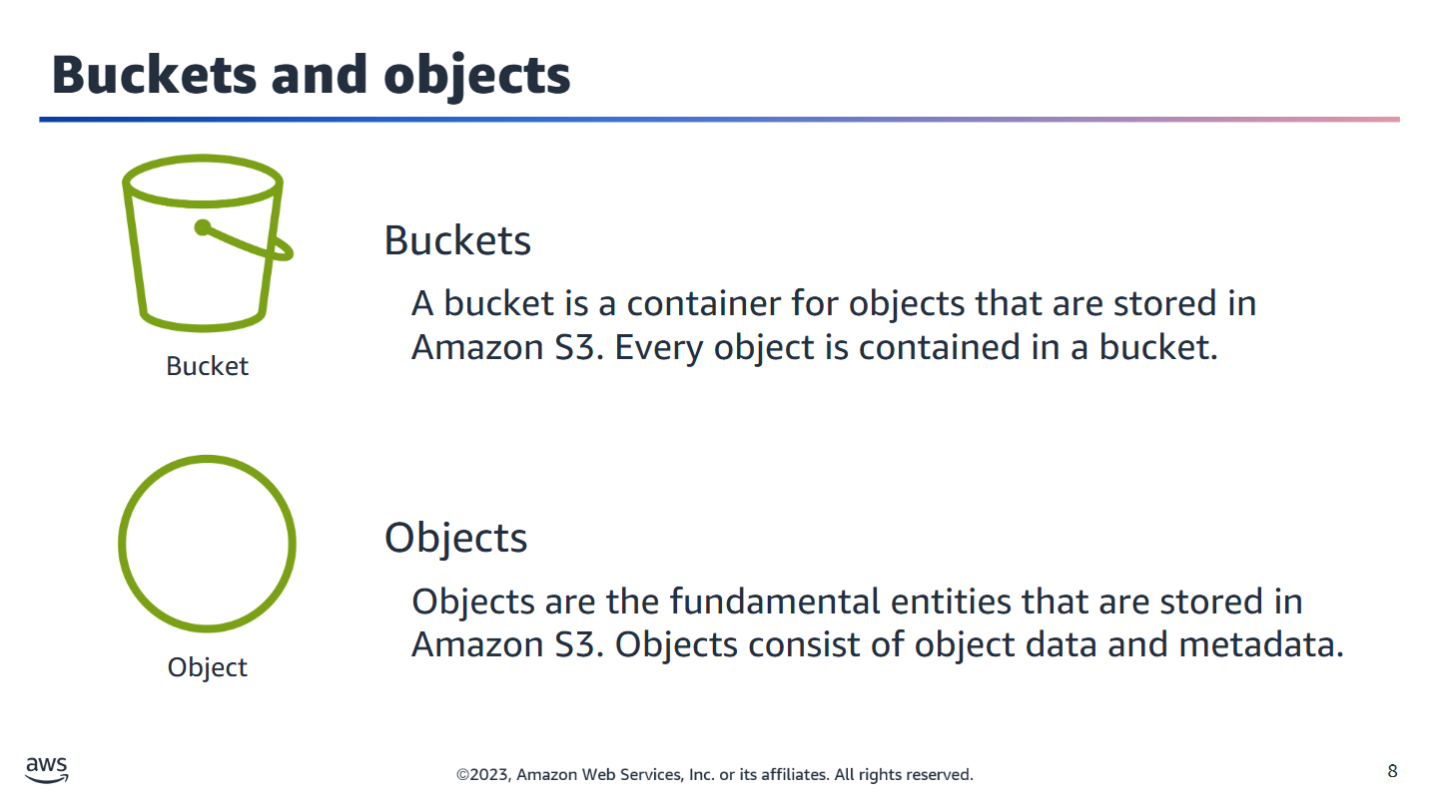 Buckets and objects
Buckets
A bucket is a container for objects that are stored in
Amazon S3. Every object is contained in a bucket.
Bucket
Objects
Objects are the fundamental entities that are stored in
Amazon S3. Objects consist of object data and metadata.
Object
aws
©2023, Amazon Web Services, Inc. or its affiliates. All rights reserved.
8